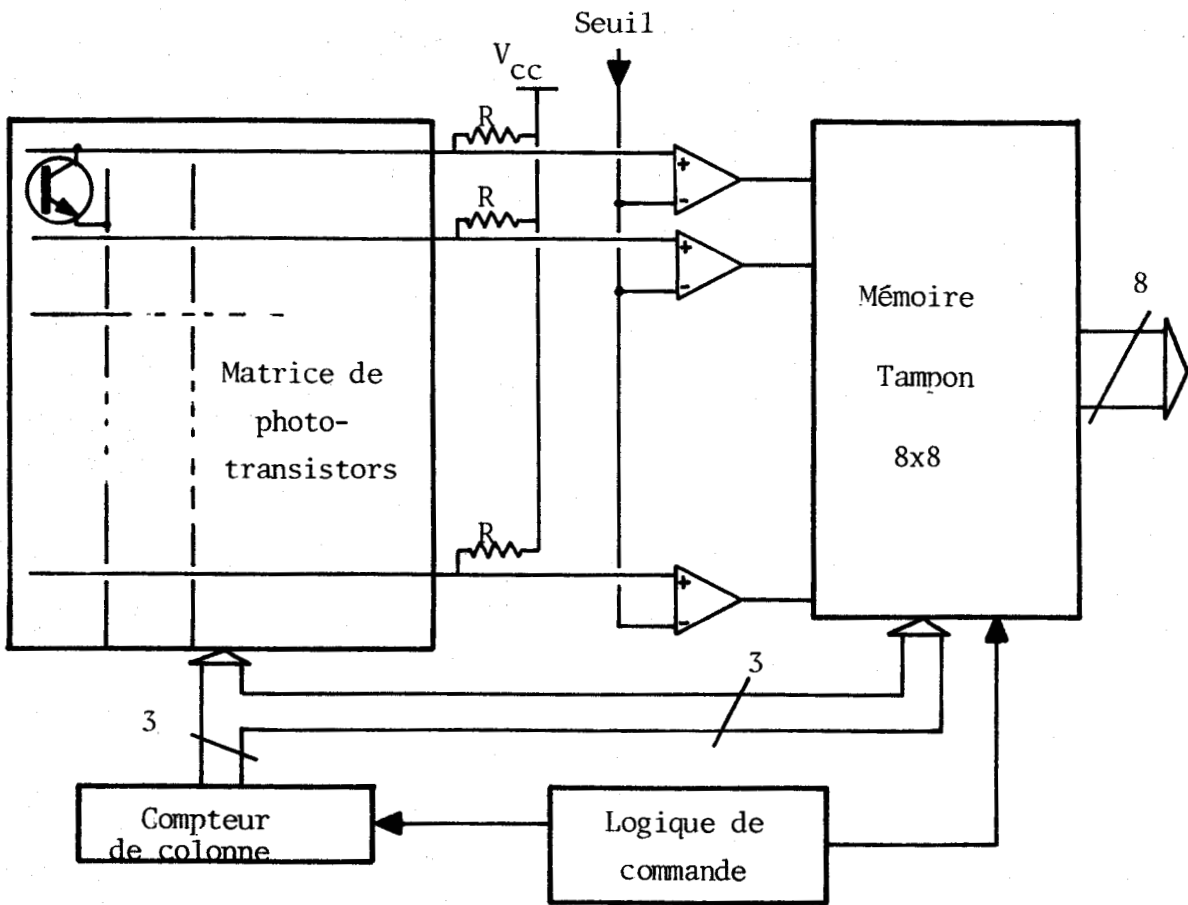 Seuil
V
cc
R
+
-
R
+
-
Mémoire
Tampon
8x8
8
Matrice de
photo-
transistors
R
+
-
3
3
Compteur
de colonne
Logique de
commande